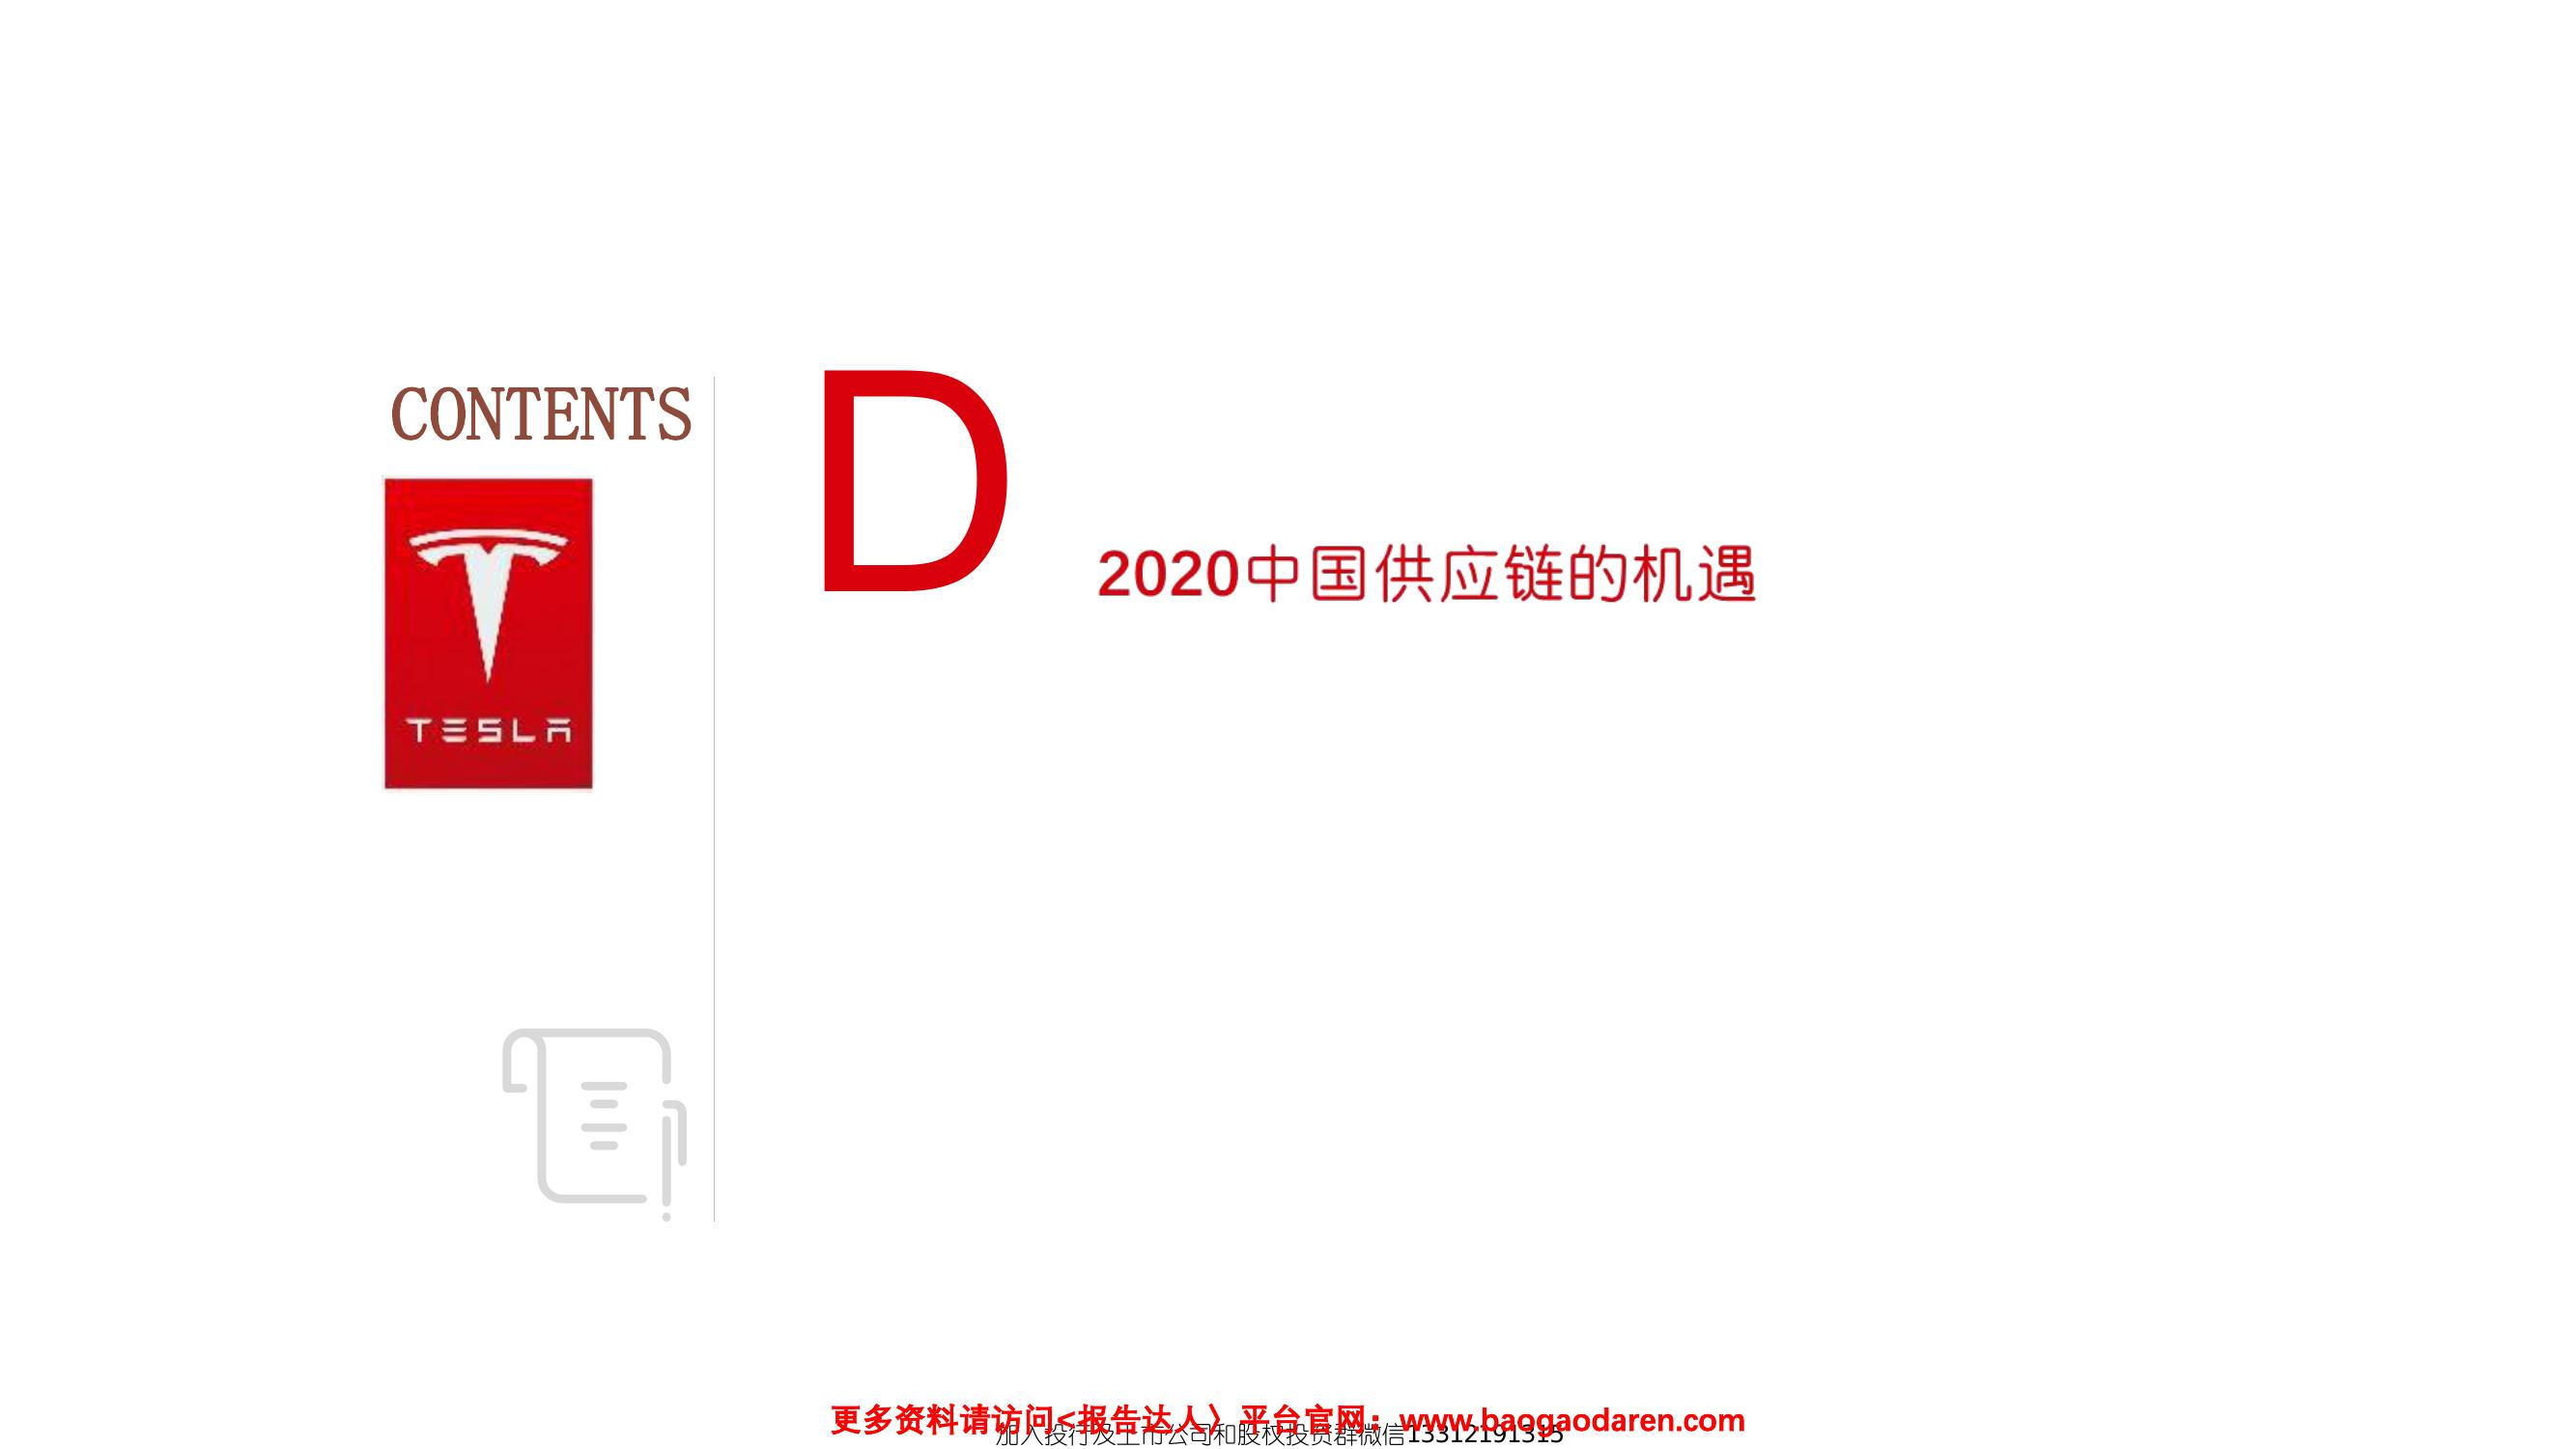 CONTENTS
TESLA
D
2020中国供应链的机遇
更多资料请访问<报告达人〉平台官网：www.baogaodaren.com
加入投行及上市公司和股权投资群微信13312191315